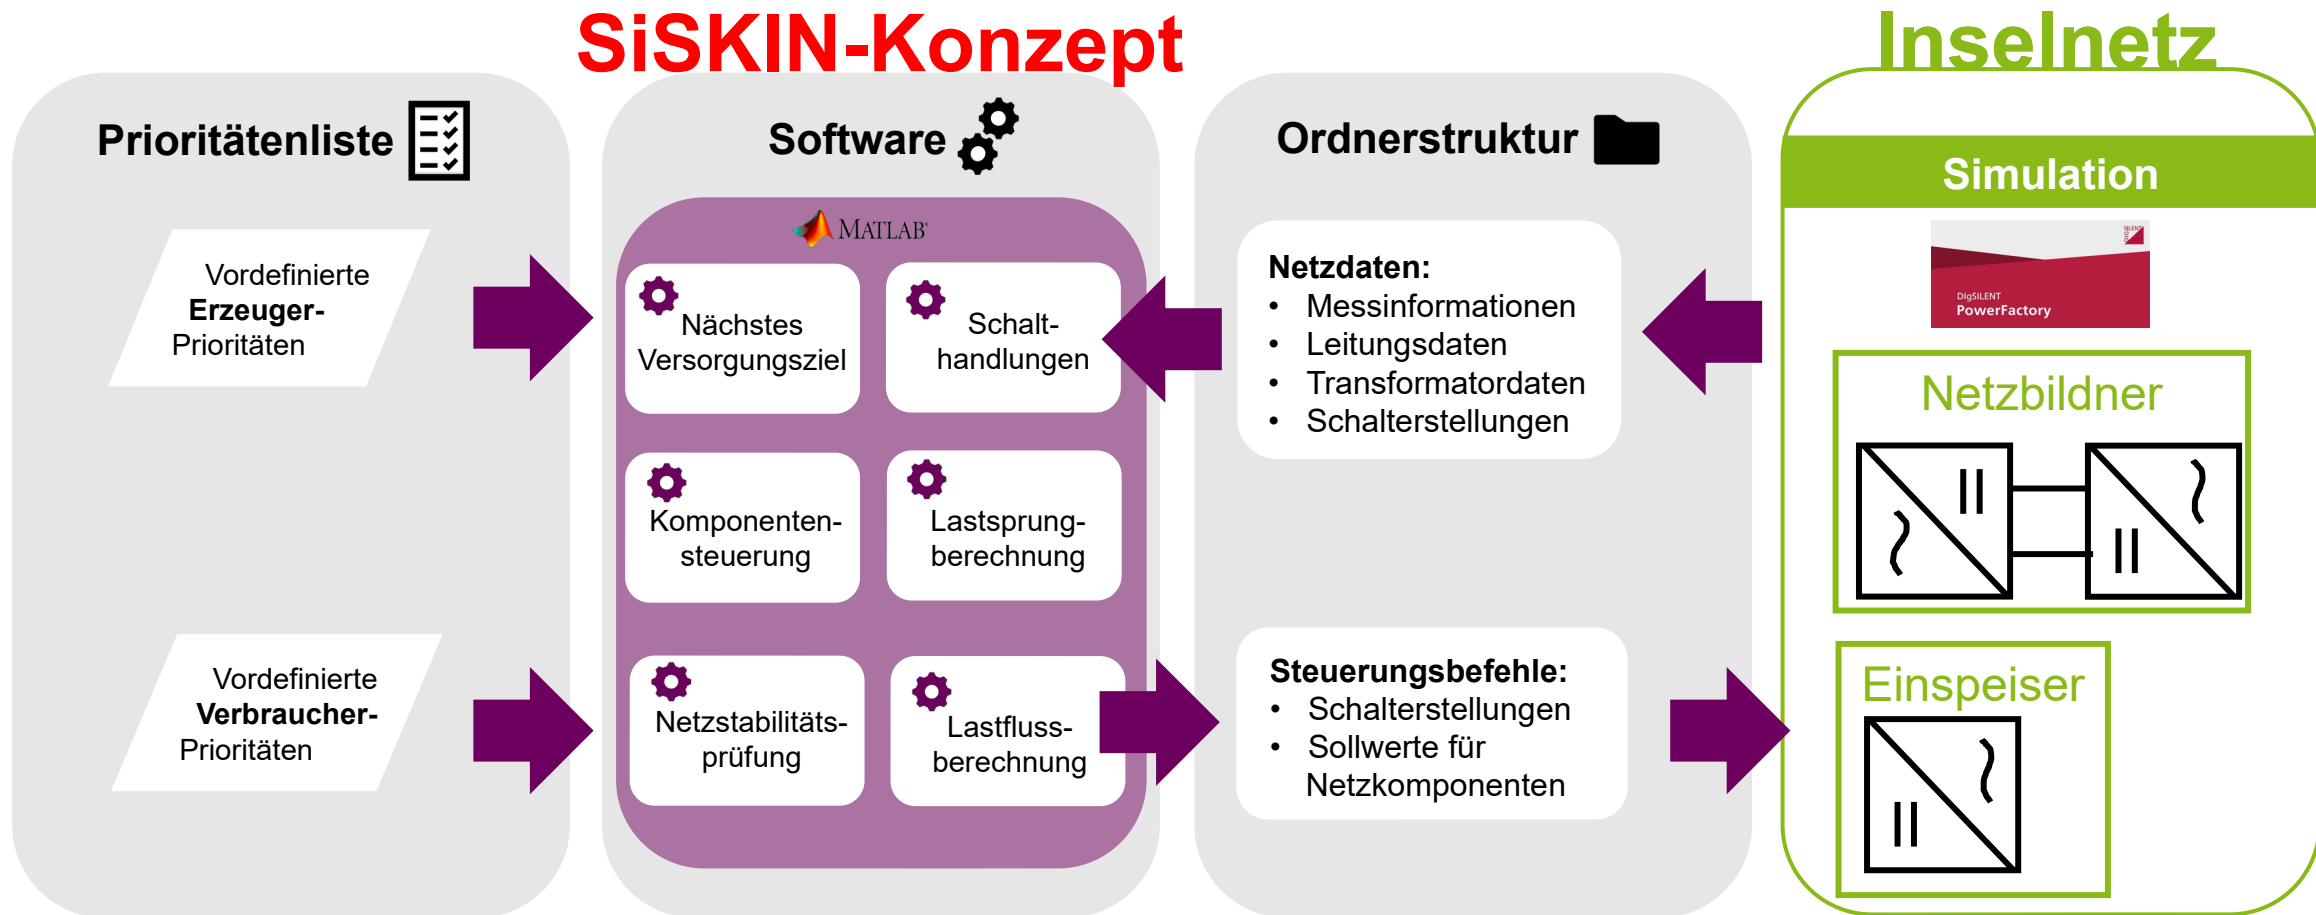 SiSKIN-Konzept
Inselnetz
Prioritätenliste
Vordefinierte
Erzeuger-
Prioritäten
Vordefinierte
Verbraucher-
Prioritäten
Software
MATLAB®
Nächstes
Versorgungsziel
Schalt-
handlungen
Komponenten-
steuerung
Lastsprung-
berechnung
Netzstabilitäts-
prüfung
Lastfluss-
berechnung
Ordnerstruktur
Netzdaten:
• Messinformationen
• Leitungsdaten
• Transformatordaten
• Schalterstellungen
Steuerungsbefehle:
• Schalterstellungen
• Sollwerte für
Netzkomponenten
Simulation
DIgSILENT
DIgSILENT
PowerFactory
Netzbildner
Einspeiser